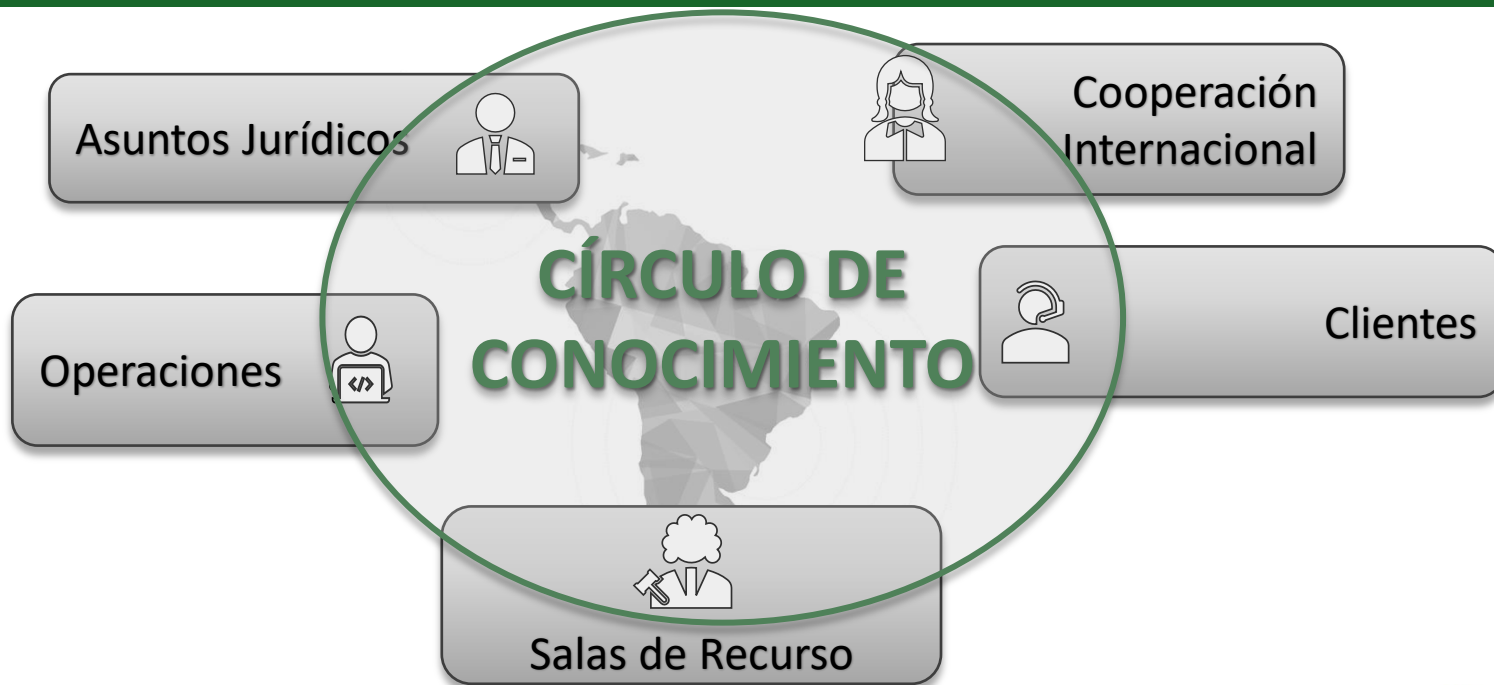 Asuntos Jurídicos
Cooperación
Internacional
CÍRCULO DE
CONOCIMIENTO
Clientes
Operaciones
</>
Salas de Recurso